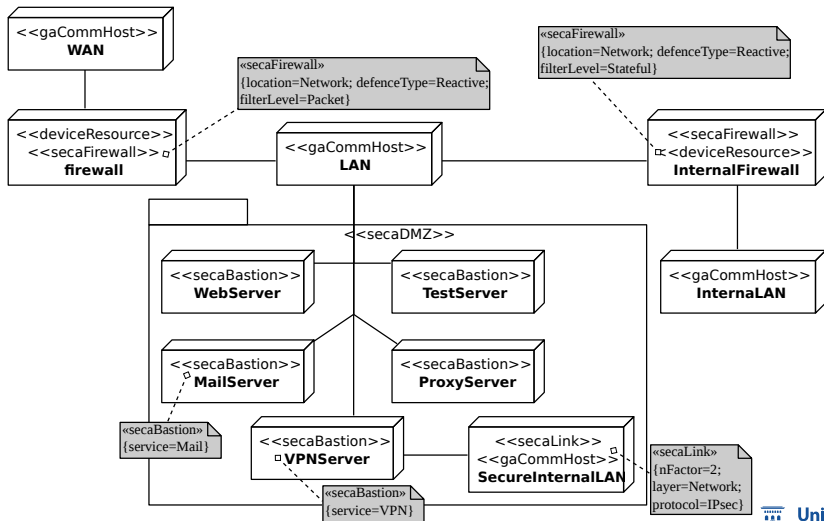 <<gaCommHost>>
WAN
«secaFirewall»
{location=Network; defenceType=Reactive;
filterLevel=Packet}
«secaFirewall»
{location=Network; defenceType=Reactive;
filterLevel=Stateful}
<<deviceResource>>
<<secaFirewall>>
firewall
<<gaCommHost>>
LAN
<<secaFirewall>>
<<deviceResource>>
InternalFirewall
<<secaDMZ>>
<<secaBastion>>
WebServer
<<secaBastion>>
TestServer
<<gaCommHost>>
InternaLAN
<<secaBastion>>
MailServer
<<secaBastion>>
ProxyServer
«secaBastion»
{service=Mail}
<<secaBastion>>
VPNServer
<<secaLink>>
<<gaCommHost>>
SecureInternalLAN
«secaLink»
{nFactor=2;
layer=Network;
protocol=IPsec}
«secaBastion»
{service=VPN}
Uni